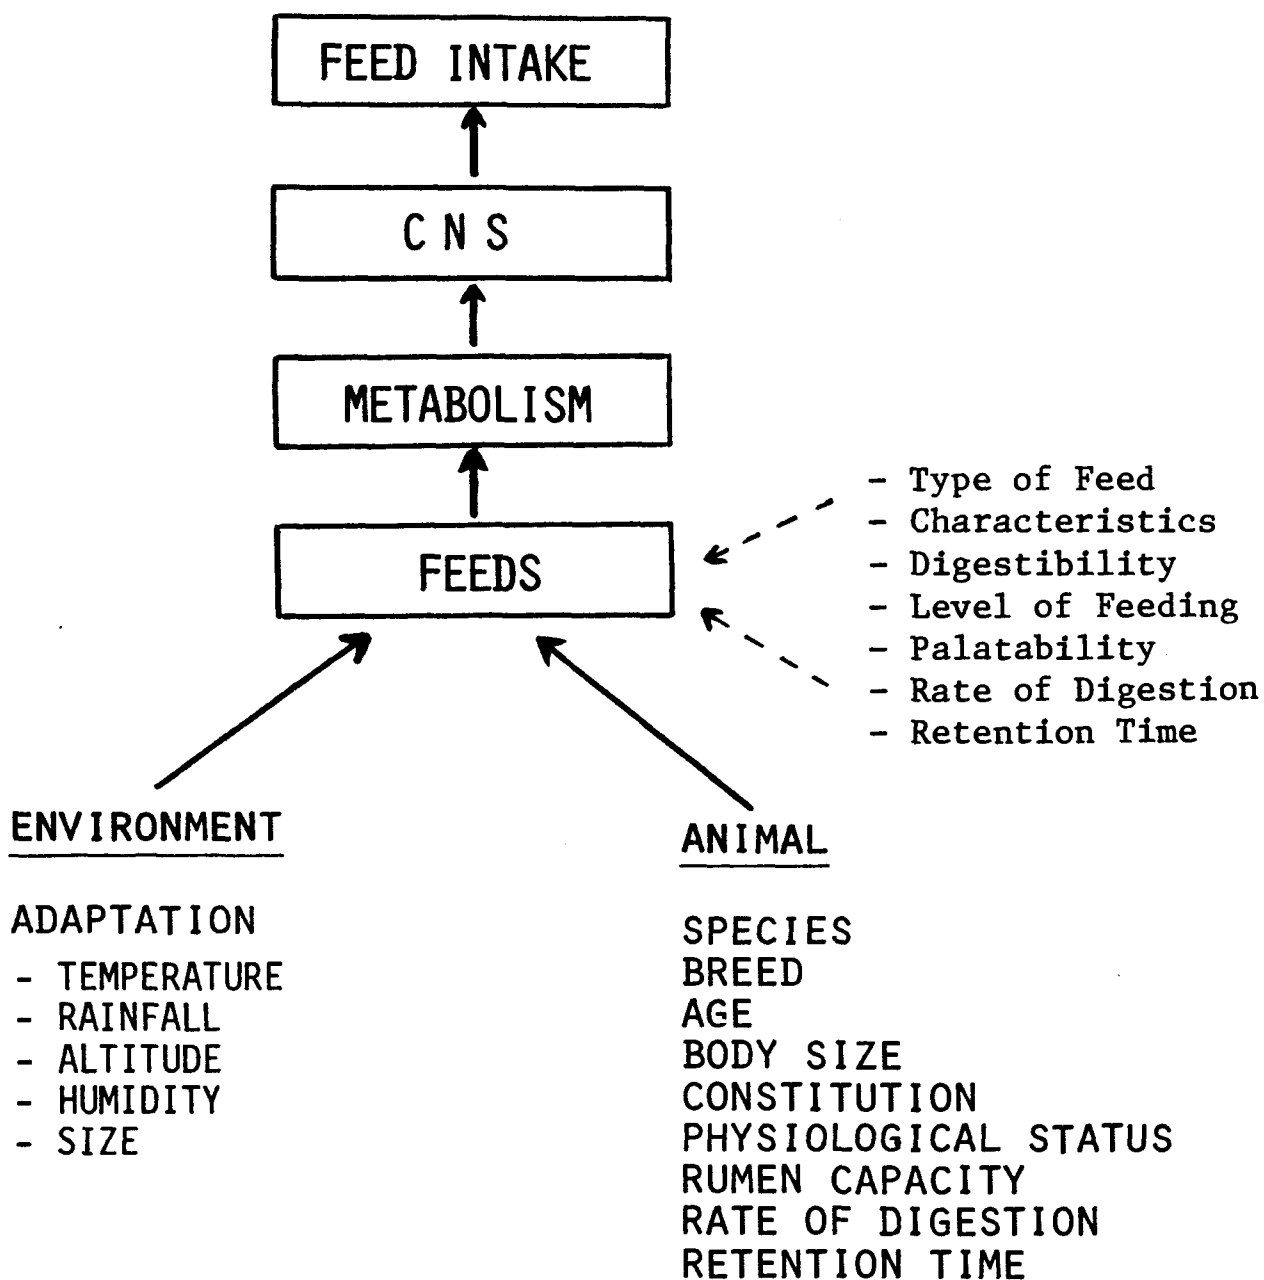 FEED INTAKE
C N S
METABOLISM
FEEDS
- Type of Feed
- Characteristics
- Digestibility
- Level of Feeding
- Palatability
- Rate of Digestion
- Retention Time
ENVIRONMENT
ADAPTATION
- TEMPERATURE
- RAINFALL
- ALTITUDE
- HUMIDITY
- SIZE
ANIMAL
SPECIES
BREED
AGE
BODY SIZE
CONSTITUTION
PHYSIOLOGICAL STATUS
RUMEN CAPACITY
RATE OF DIGESTION
RETENTION TIME